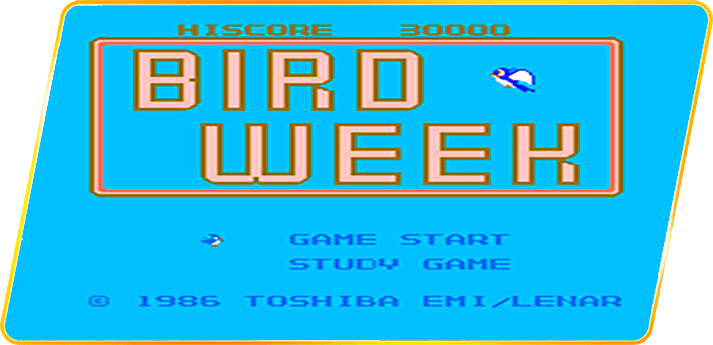 HISCORE 30000
BIRD
WEEK
GAME START
STUDY GAME
© 1986 TOSHIBA EMI/LENAR